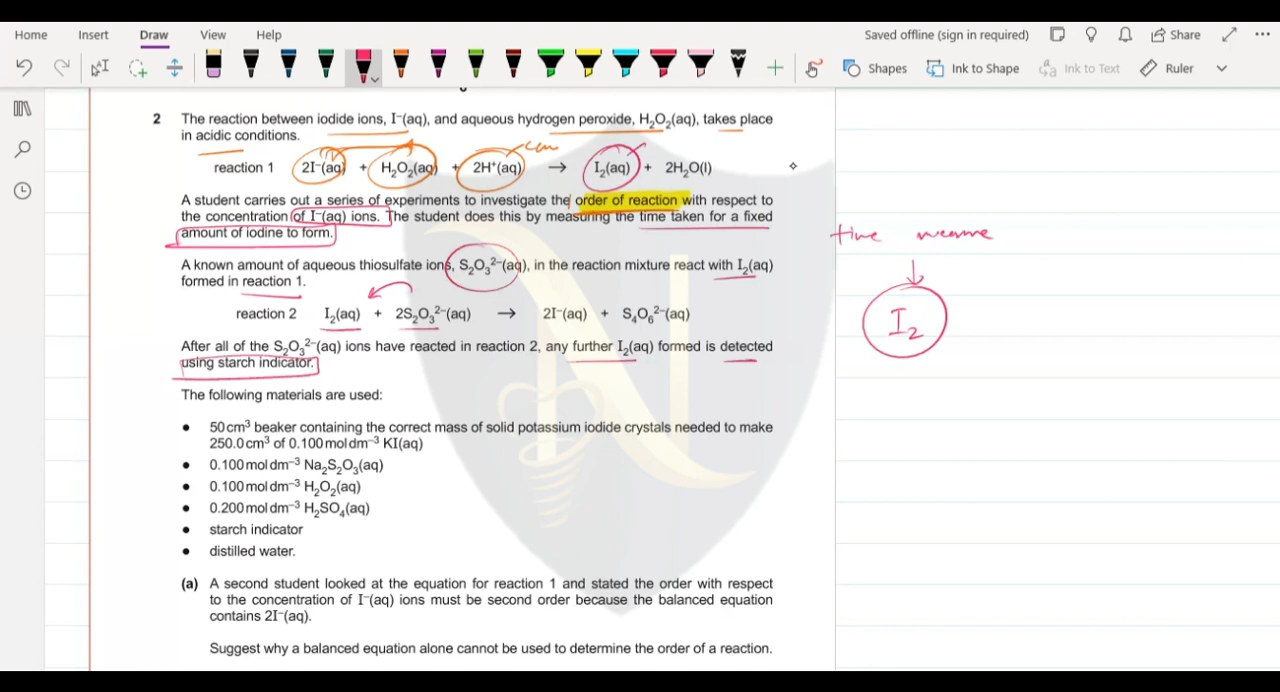 Home Insert Draw View Help Saved offline (sign in required) Share
Shapes Ink to Shape Ink to Text Ruler
2 The reaction between iodide ions, I⁻(aq), and aqueous hydrogen peroxide, H₂O₂(aq), takes place
in acidic conditions.
reaction 1 2I⁻(aq) + H₂O₂(aq) + 2H⁺(aq) → I₂(aq) + 2H₂O(l)
A student carries out a series of experiments to investigate the order of reaction with respect to
the concentration of I⁻(aq) ions. The student does this by measuring the time taken for a fixed
amount of iodine to form.
time
A known amount of aqueous thiosulfate ions, S₂O₃²⁻(aq), in the reaction mixture react with I₂(aq)
formed in reaction 1.
reaction 2 I₂(aq) + 2S₂O₃²⁻(aq) → 2I⁻(aq) + S₄O₆²⁻(aq)
I₂
After all of the S₂O₃²⁻(aq) ions have reacted in reaction 2, any further I₂(aq) formed is detected
using starch indicator.
The following materials are used:
• 50 cm³ beaker containing the correct mass of solid potassium iodide crystals needed to make
250.0 cm³ of 0.100 mol dm⁻³ KI(aq)
• 0.100 mol dm⁻³ Na₂S₂O₃(aq)
• 0.100 mol dm⁻³ H₂O₂(aq)
• 0.200 mol dm⁻³ H₂SO₄(aq)
• starch indicator
• distilled water.
(a) A second student looked at the equation for reaction 1 and stated the order with respect
to the concentration of I⁻(aq) ions must be second order because the balanced equation
contains 2I⁻(aq).
Suggest why a balanced equation alone cannot be used to determine the order of a reaction.